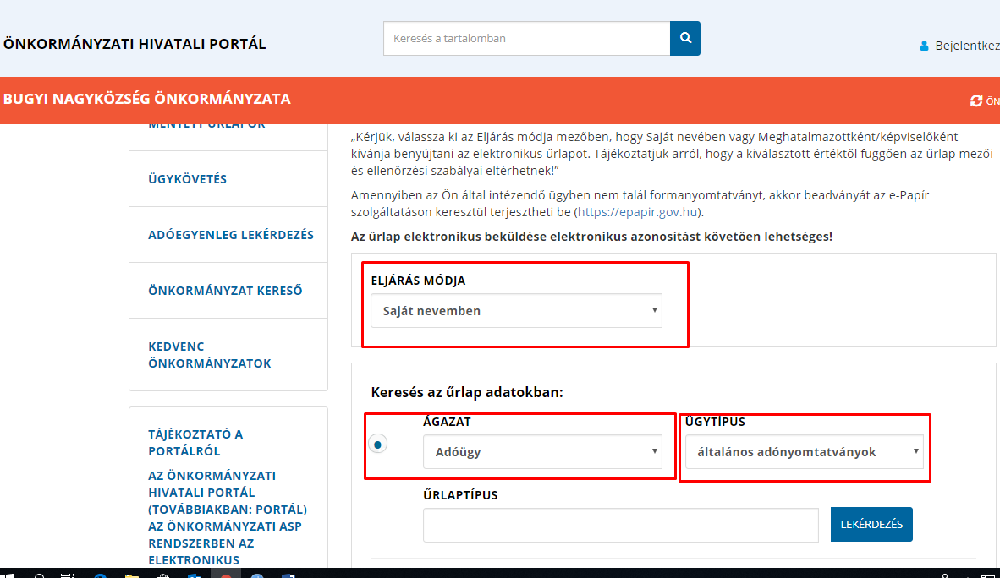 ÖNKORMÁNYZATI HIVATALI PORTÁL
Keresés a tartalomban
Bejelentkez
BUGYI NAGYKÖZSÉG ÖNKORMÁNYZATA
ÖN
MENTETT ŰRLAPOK
ÜGYKÖVETÉS
ADÓEGYENLEG LEKÉRDEZÉS
ÖNKORMÁNYZAT KERESŐ
KEDVENC
ÖNKORMÁNYZATOK
TÁJÉKOZTATÓ A
PORTÁLRÓL
AZ ÖNKORMÁNYZATI
HIVATALI PORTÁL
(TOVÁBBIAKBAN: PORTÁL)
AZ ÖNKORMÁNYZATI ASP
RENDSZERBEN AZ
ELEKTRONIKUS
„Kérjük, válassza ki az Eljárás módja mezőben, hogy Saját nevében vagy Meghatalmazottként/képviselőként
kívánja benyújtani az elektronikus űrlapot. Tájékoztatjuk arról, hogy a kiválasztott értéktől függően az űrlap mezői
és ellenőrzési szabályai eltérhetnek!”
Amennyiben az Ön által intézendő ügyben nem talál formanyomtatványt, akkor beadványát az e-Papír
szolgáltatáson keresztül terjesztheti be (https://epapir.gov.hu).
Az űrlap elektronikus beküldése elektronikus azonosítást követően lehetséges!
ELJÁRÁS MÓDJA
Saját nevemben
Keresés az űrlap adatokban:
ÁGAZAT
Adóügy
ÜGYTÍPUS
általános adónyomtatványok
ŰRLAPTÍPUS
LEKÉRDEZÉS